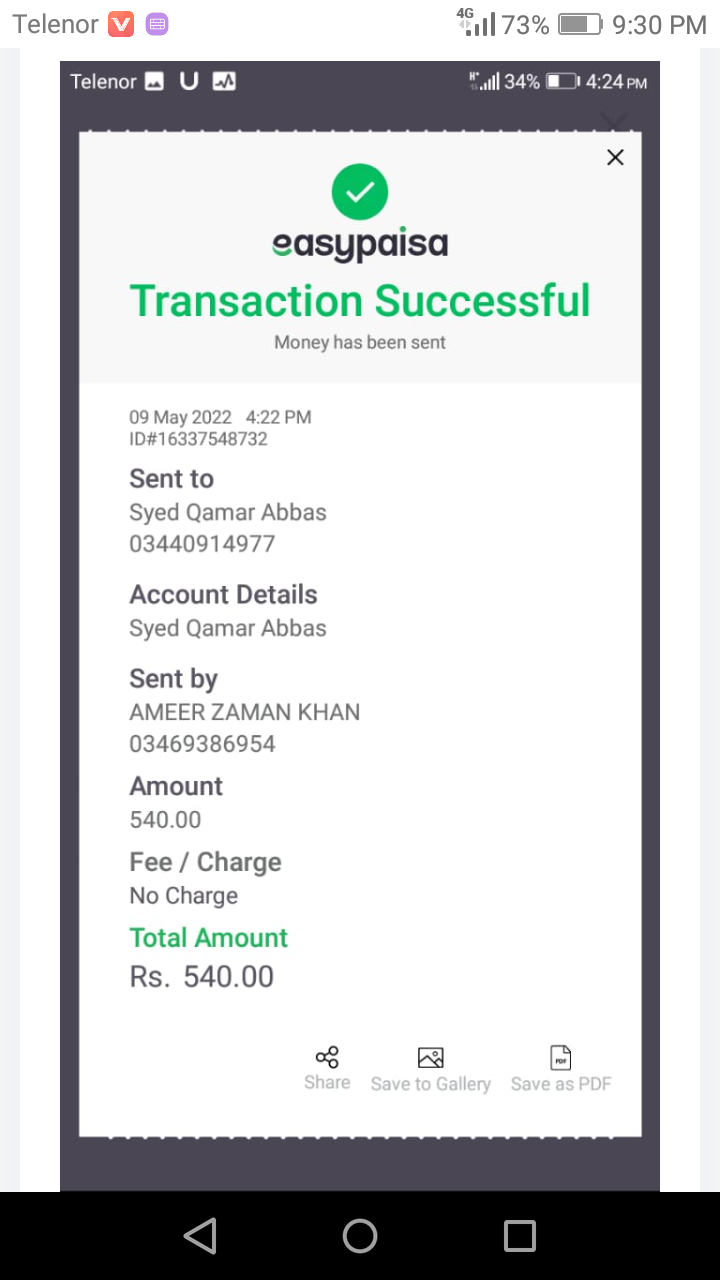 Telenor 4G 73% 9:30 PM
Telenor U H+ 34% 4:24 PM
easypaisa
Transaction Successful
Money has been sent
09 May 2022 4:22 PM
ID#16337548732
Sent to
Syed Qamar Abbas
03440914977
Account Details
Syed Qamar Abbas
Sent by
AMEER ZAMAN KHAN
03469386954
Amount
540.00
Fee / Charge
No Charge
Total Amount
Rs. 540.00
PDF
Share Save to Gallery Save as PDF